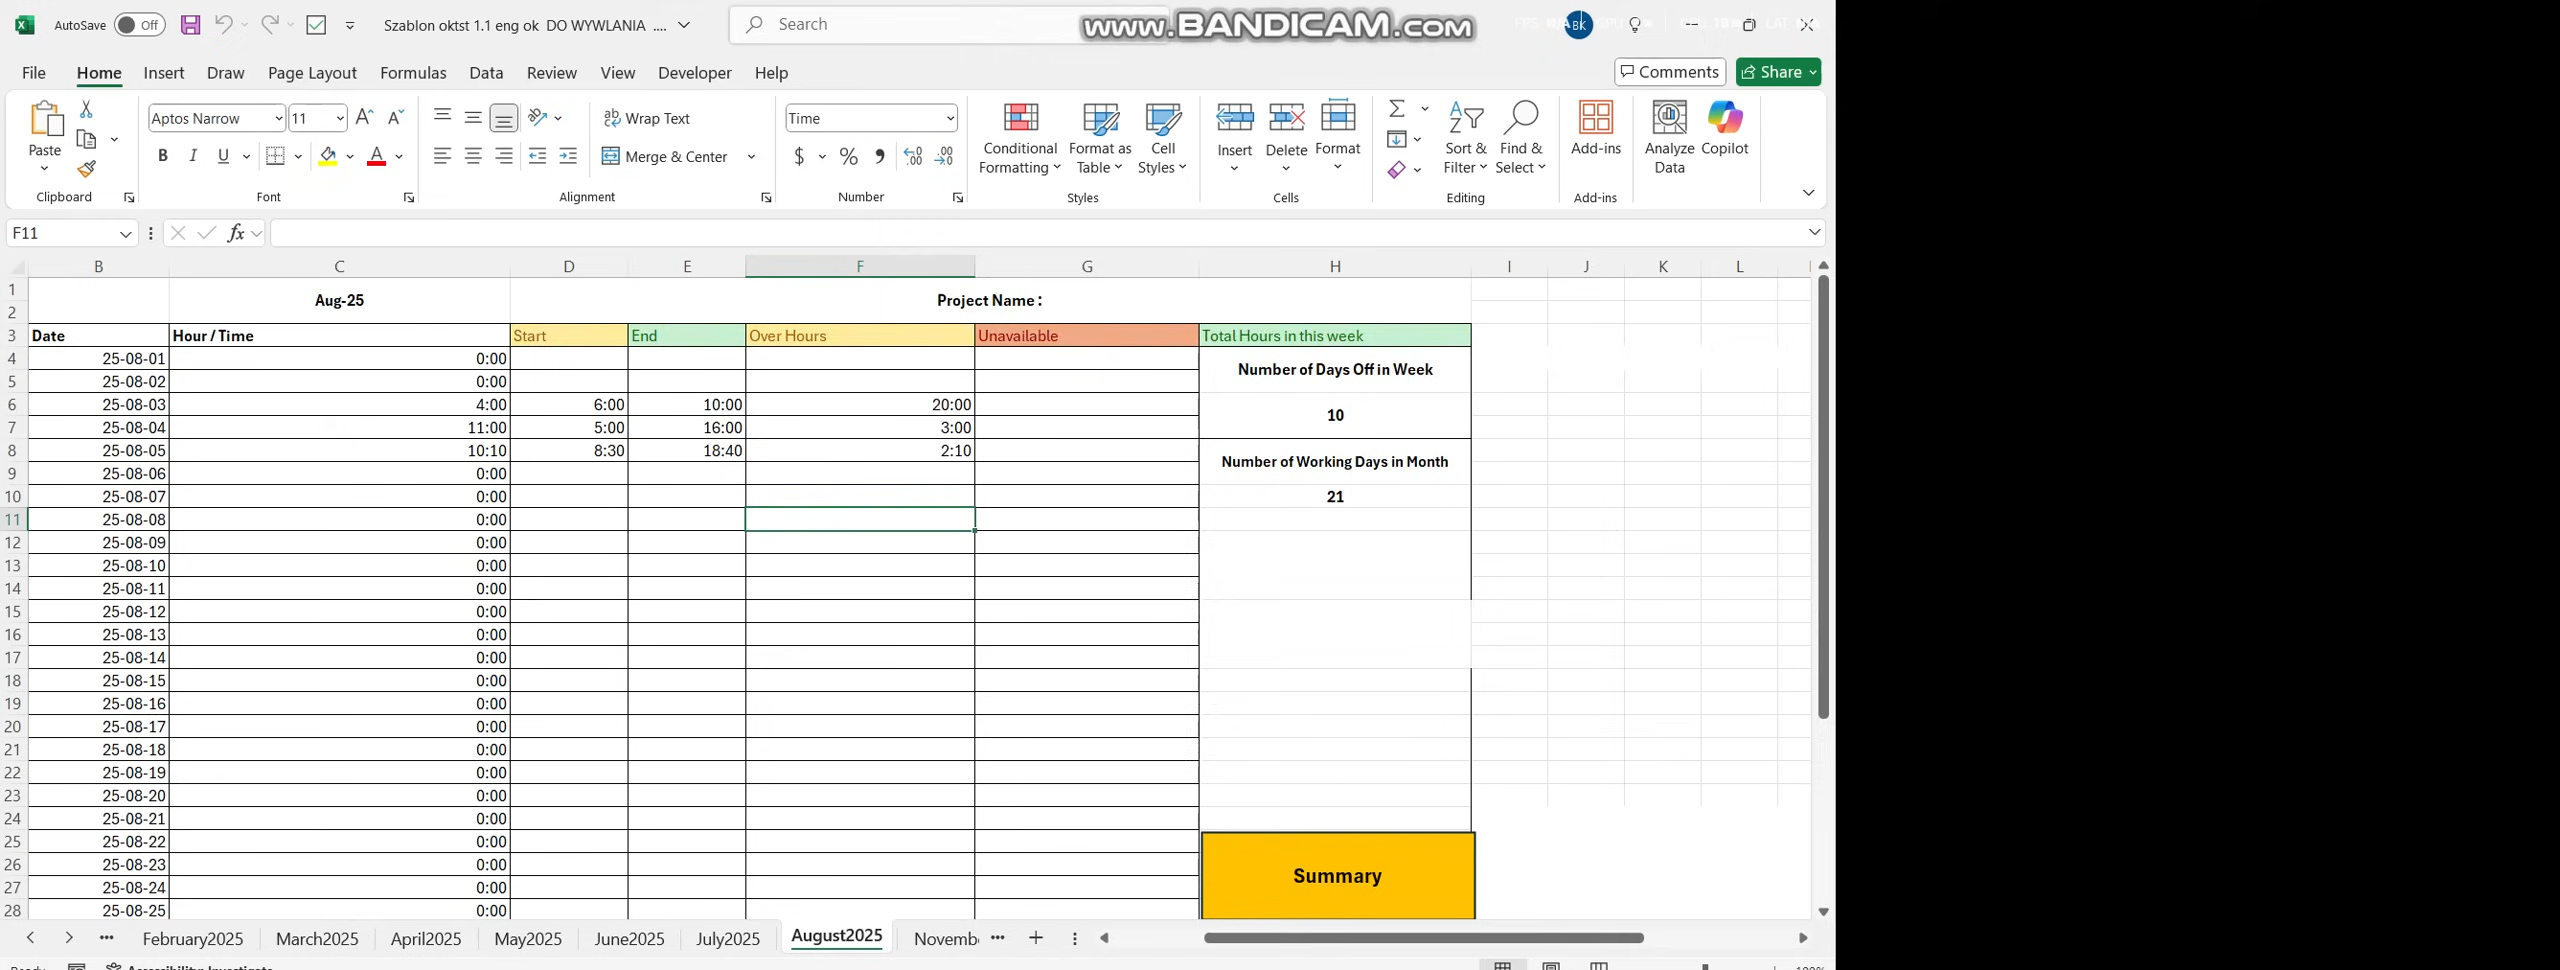 AutoSave Off Szablon oktst 1.1 eng ok DO WYWLANIA .... Search www.BANDICAM.com BK
File Home Insert Draw Page Layout Formulas Data Review View Developer Help Comments Share
Aptos Narrow 11 Wrap Text Time
Paste B I U Merge & Center $ % Conditional Formatting Format as Table Cell Styles Insert Delete Format Sort & Filter Find & Select Add-ins Analyze Data Copilot
Clipboard Font Alignment Number Styles Cells Editing Add-ins
F11 fx
B C D E F G H I J K L
1 Aug-25 Project Name :
2
3 Date Hour / Time Start End Over Hours Unavailable Total Hours in this week
4 25-08-01 0:00 Number of Days Off in Week
5 25-08-02 0:00
6 25-08-03 4:00 6:00 10:00 20:00 10
7 25-08-04 11:00 5:00 16:00 3:00
8 25-08-05 10:10 8:30 18:40 2:10 Number of Working Days in Month
9 25-08-06 0:00
10 25-08-07 0:00 21
11 25-08-08 0:00
12 25-08-09 0:00
13 25-08-10 0:00
14 25-08-11 0:00
15 25-08-12 0:00
16 25-08-13 0:00
17 25-08-14 0:00
18 25-08-15 0:00
19 25-08-16 0:00
20 25-08-17 0:00
21 25-08-18 0:00
22 25-08-19 0:00
23 25-08-20 0:00
24 25-08-21 0:00
25 25-08-22 0:00
26 25-08-23 0:00 Summary
27 25-08-24 0:00
28 25-08-25 0:00
February2025 March2025 April2025 May2025 June2025 July2025 August2025 Novemb